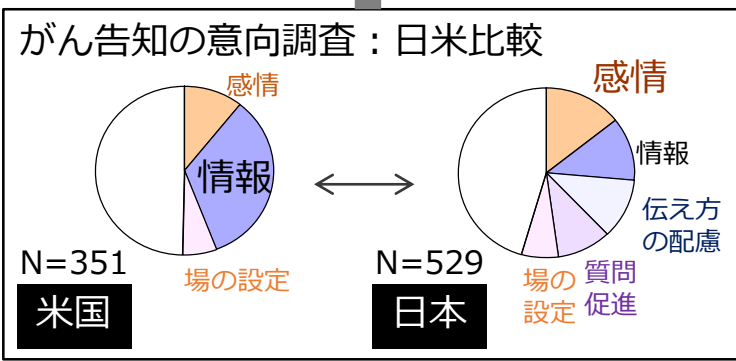 がん告知の意向調査：日米比較
感情
情報
場の設定
N=351
米国
感情
情報
伝え方
の配慮
質問
促進
場の
設定
N=529
日本